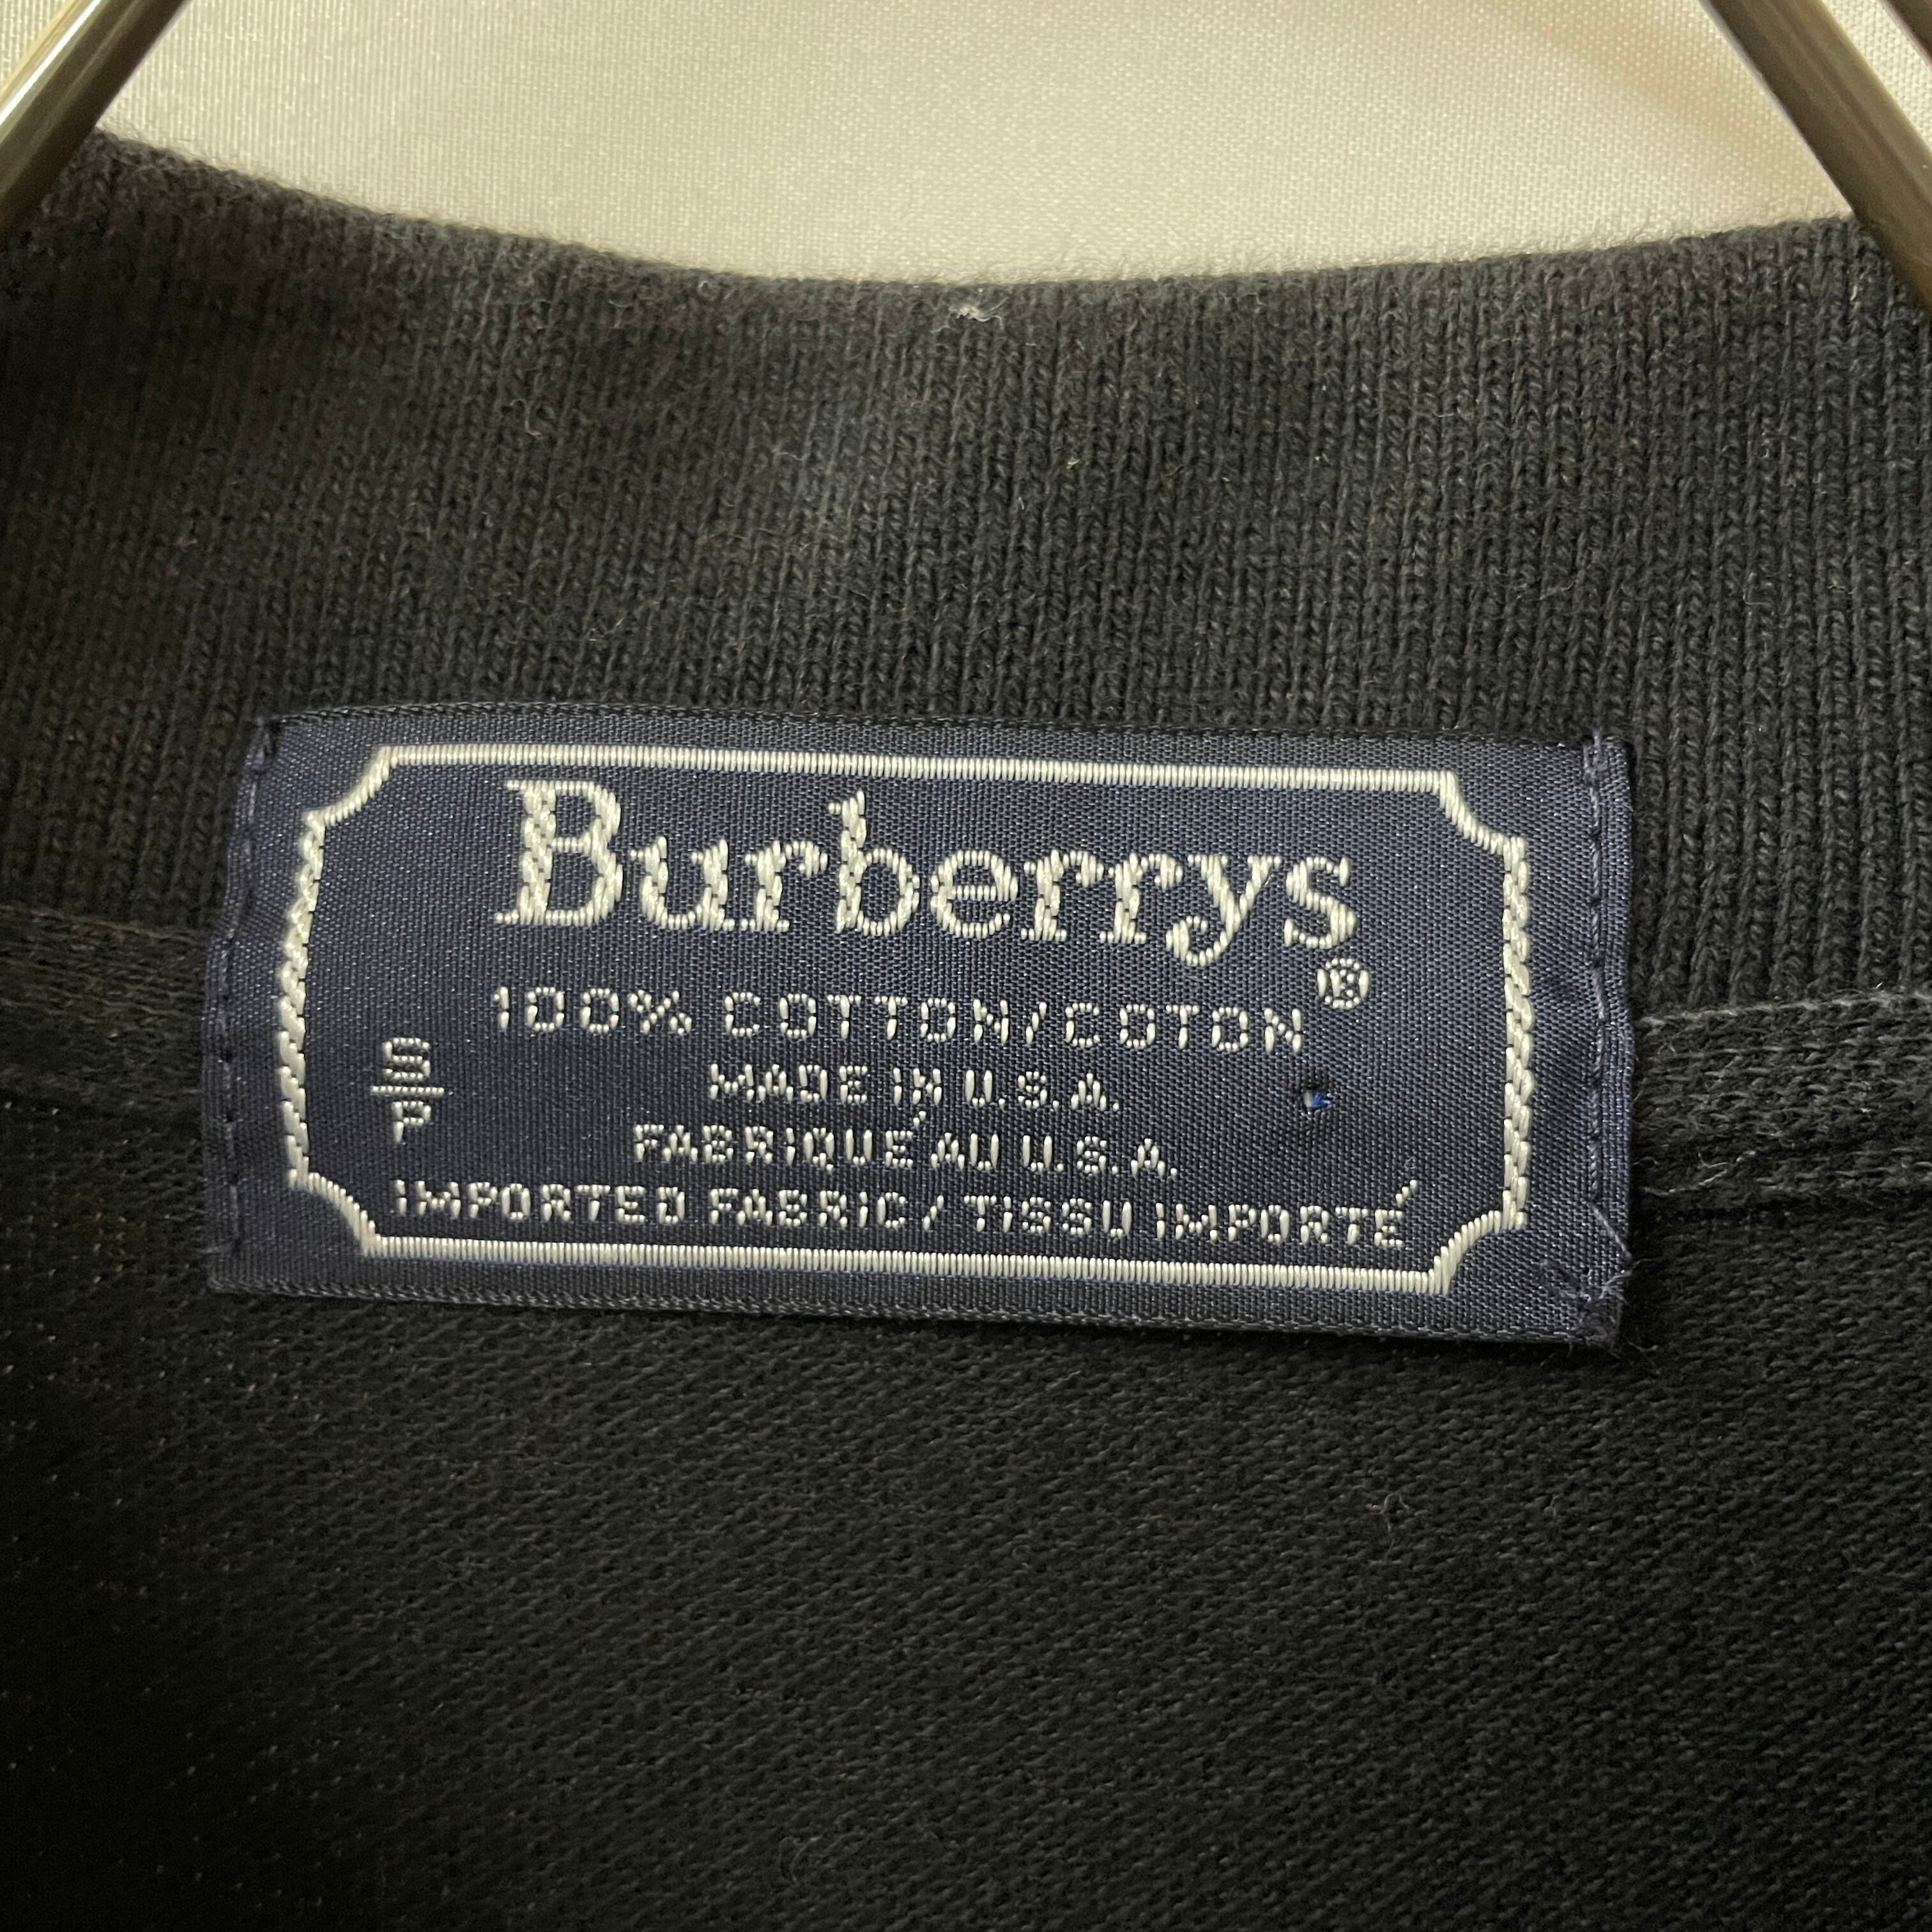 Burberrys®
100% COTTON/COTON
S
P
MADE IN U.S.A.
FABRIQUÉ AU U.S.A.
IMPORTED FABRIC/TISSU IMPORTÉ